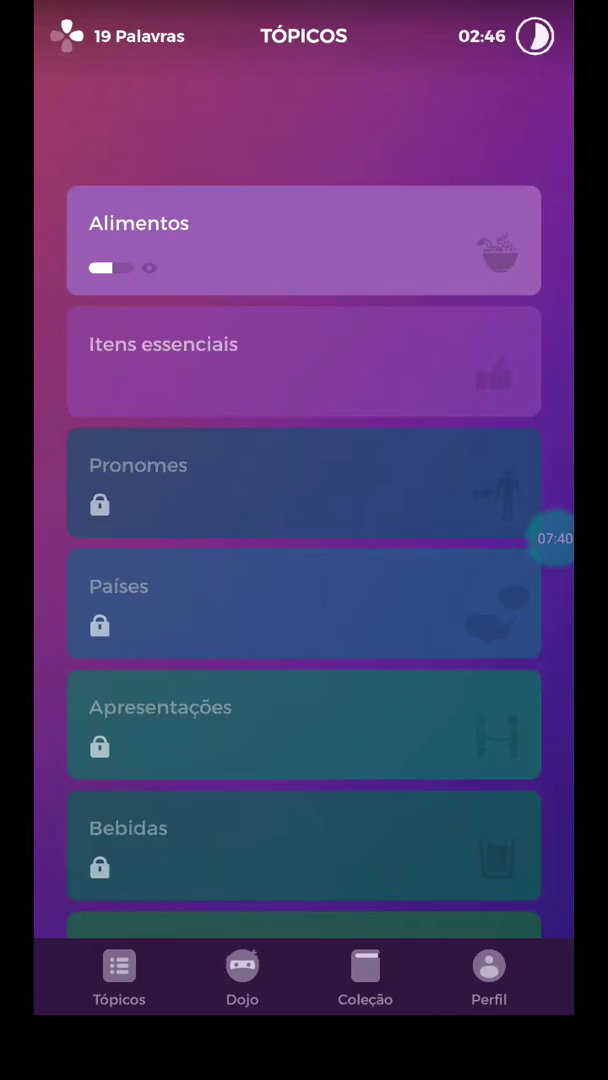 19 Palavras
TÓPICOS
02:46
Alimentos
Itens essenciais
Pronomes
07:40
Países
Apresentações
Bebidas
Tópicos
Dojo
Coleção
Perfil